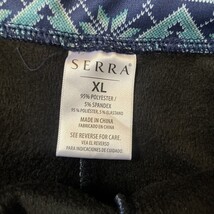 SERRA
XL
95% POLYESTER /
5% SPANDEX
95% POLIÉSTER, 5% ELASTANO
MADE IN CHINA
FABRICADO EN CHINA
SEE REVERSE FOR CARE.
VEA EL REVERSO
PARA INDICACIONES DE CUIDADO.